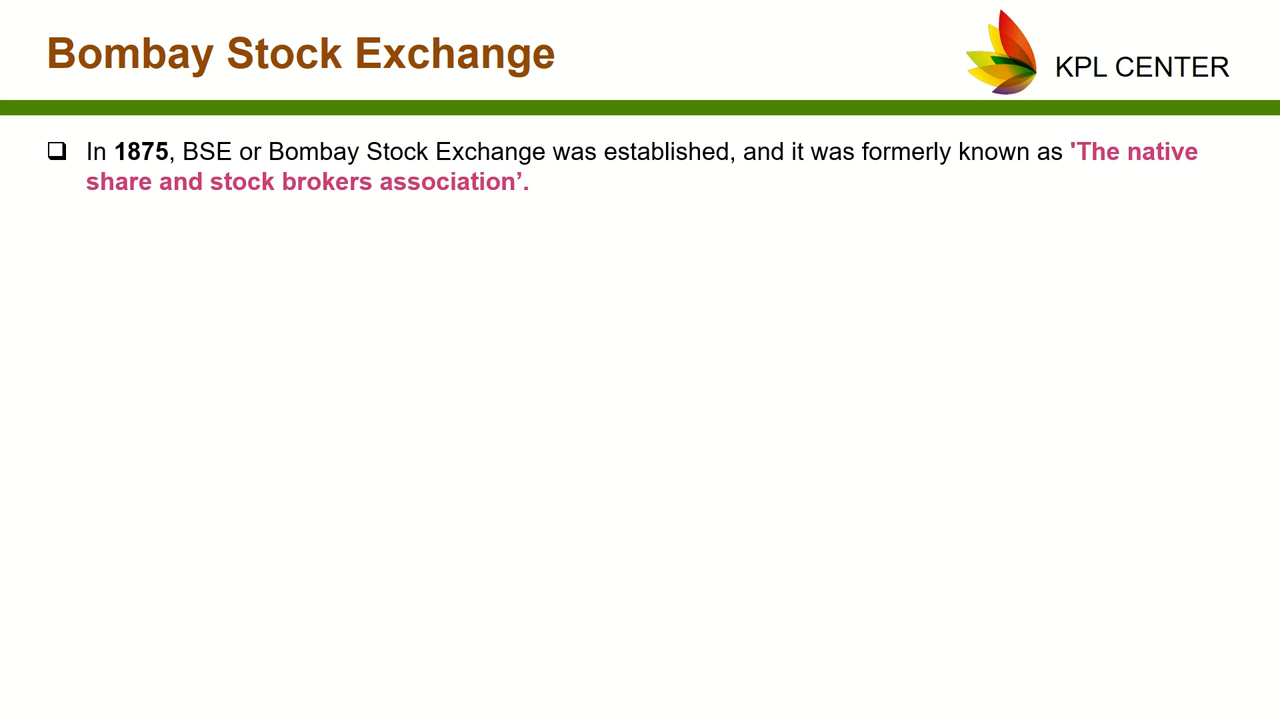 Bombay Stock Exchange
KPL CENTER
❑ In 1875, BSE or Bombay Stock Exchange was established, and it was formerly known as 'The native
share and stock brokers association’.